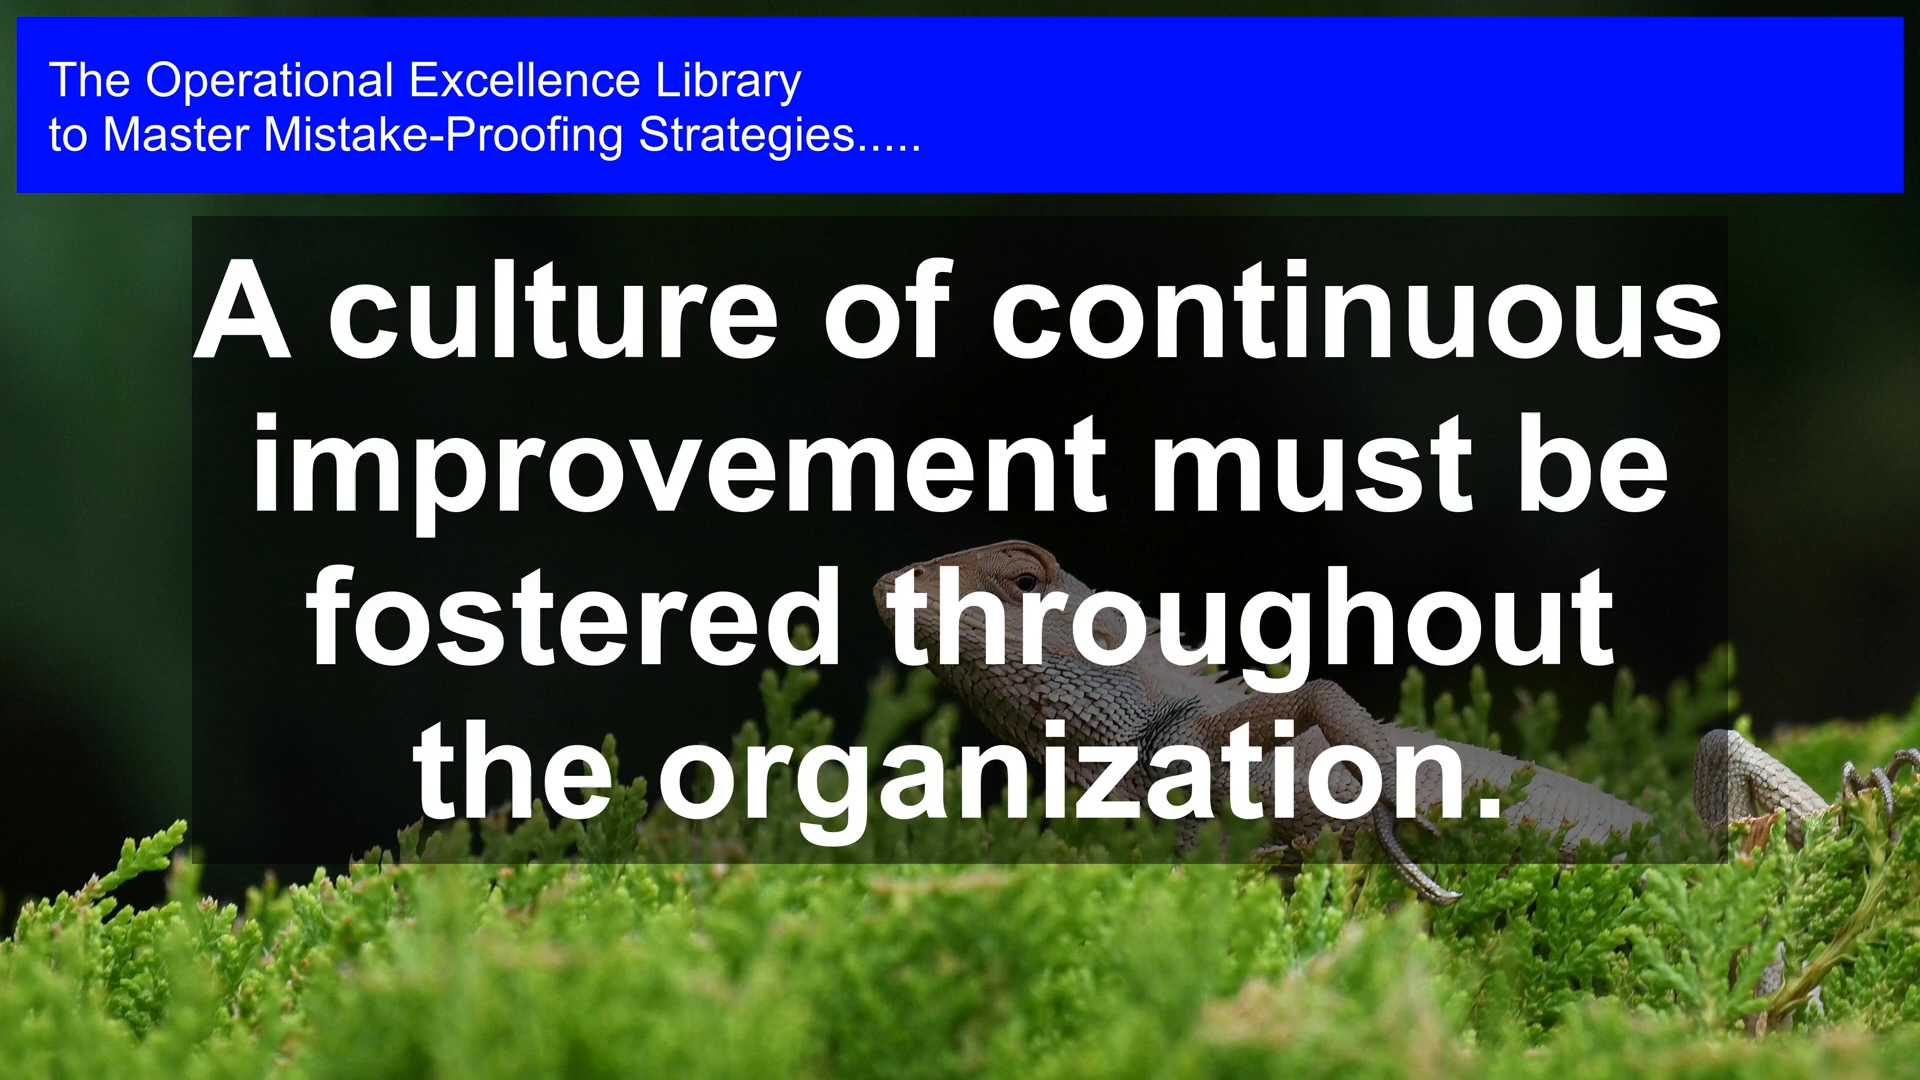 The Operational Excellence Library
to Master Mistake-Proofing Strategies.....
A culture of continuous
improvement must be
fostered throughout
the organization.